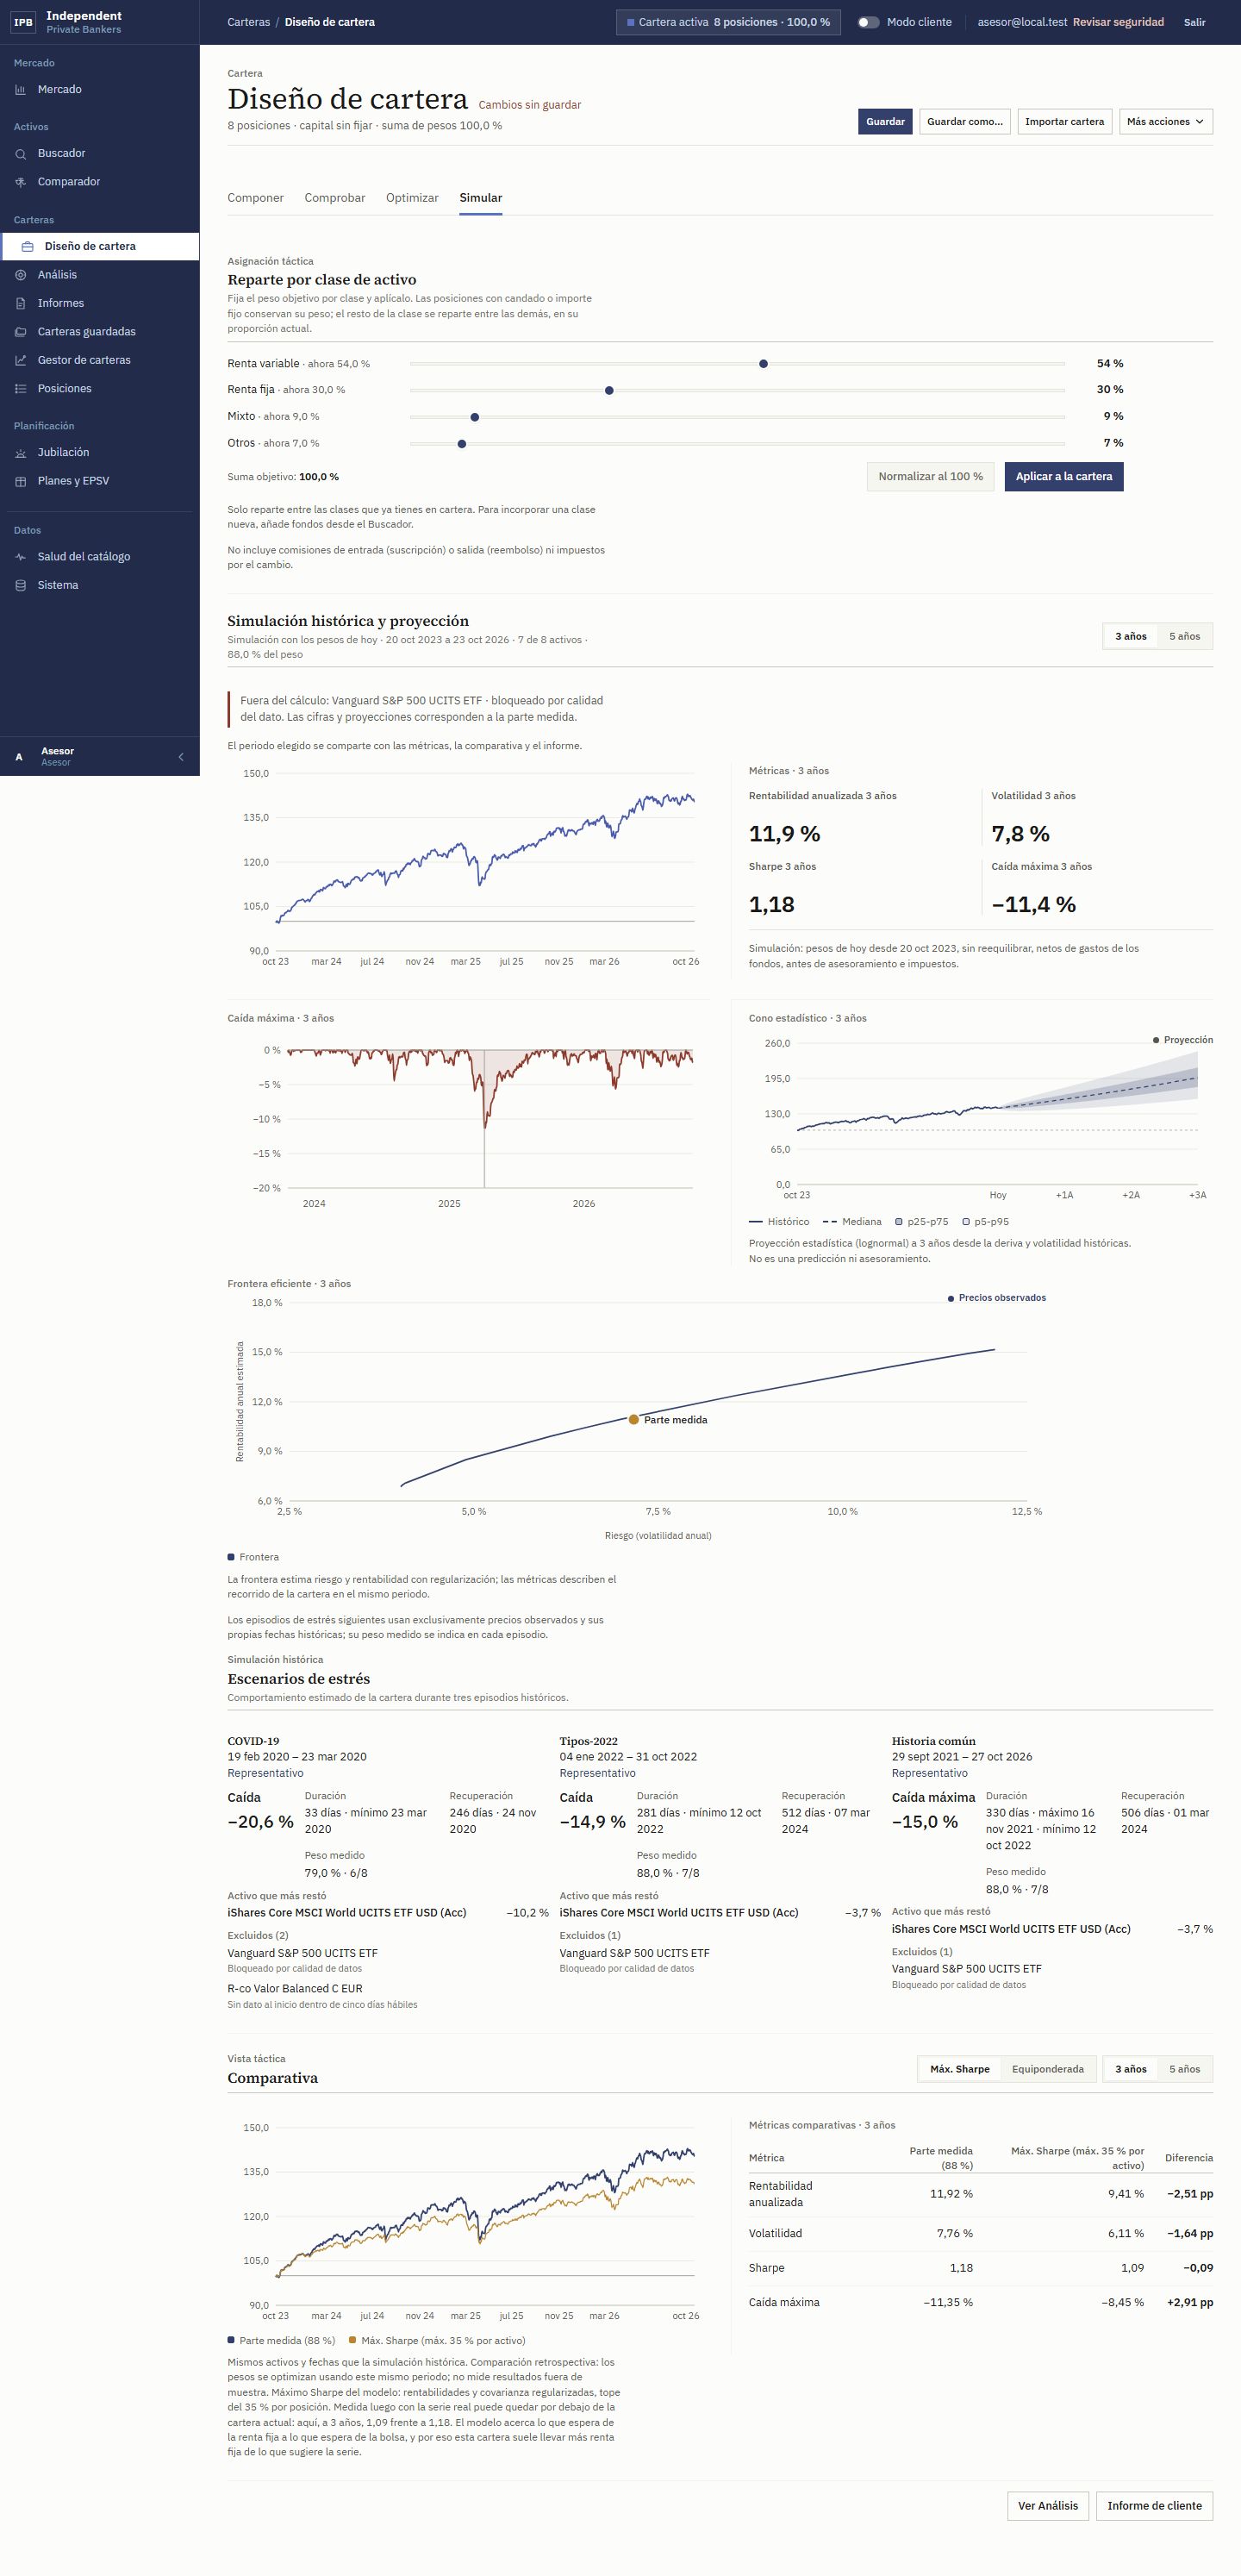 IPB
Independent
Private Bankers
Carteras / Diseño de cartera
Cartera activa 8 posiciones · 100,0 %
Modo cliente
asesor@local.test Revisar seguridad
Salir
Mercado
Mercado
Activos
Buscador
Comparador
Carteras
Diseño de cartera
Análisis
Informes
Carteras guardadas
Gestor de carteras
Posiciones
Planificación
Jubilación
Planes y EPSV
Datos
Salud del catálogo
Sistema
A
Asesor
Asesor
Cartera
Diseño de cartera Cambios sin guardar
8 posiciones · capital sin fijar · suma de pesos 100,0 %
Guardar
Guardar como...
Importar cartera
Más acciones
Componer
Comprobar
Optimizar
Simular
Asignación táctica
Reparte por clase de activo
Fija el peso objetivo por clase y aplícalo. Las posiciones con candado o importe
fijo conservan su peso; el resto de la clase se reparte entre las demás, en su
proporción actual.
Renta variable · ahora 54,0 % 54 %
Renta fija · ahora 30,0 % 30 %
Mixto · ahora 9,0 % 9 %
Otros · ahora 7,0 % 7 %
Suma objetivo: 100,0 %
Normalizar al 100 %
Aplicar a la cartera
Solo reparte entre las clases que ya tienes en cartera. Para incorporar una clase
nueva, añade fondos desde el Buscador.
No incluye comisiones de entrada (suscripción) o salida (reembolso) ni impuestos
por el cambio.
Simulación histórica y proyección
Simulación con los pesos de hoy · 20 oct 2023 a 23 oct 2026 · 7 de 8 activos ·
88,0 % del peso
3 años
5 años
Fuera del cálculo: Vanguard S&P 500 UCITS ETF · bloqueado por calidad
del dato. Las cifras y proyecciones corresponden a la parte medida.
El periodo elegido se comparte con las métricas, la comparativa y el informe.
150,0
135,0
120,0
105,0
90,0
oct 23 mar 24 jul 24 nov 24 mar 25 jul 25 nov 25 mar 26 oct 26
Métricas · 3 años
Rentabilidad anualizada 3 años
11,9 %
Volatilidad 3 años
7,8 %
Sharpe 3 años
1,18
Caída máxima 3 años
−11,4 %
Simulación: pesos de hoy desde 20 oct 2023, sin reequilibrar, netos de gastos de los
fondos, antes de asesoramiento e impuestos.
Caída máxima · 3 años
0 %
−5 %
−10 %
−15 %
−20 %
2024 2025 2026
Cono estadístico · 3 años
Proyección
260,0
195,0
130,0
65,0
0,0
oct 23 Hoy +1A +2A +3A
Histórico Mediana p25-p75 p5-p95
Proyección estadística (lognormal) a 3 años desde la deriva y volatilidad históricas.
No es una predicción ni asesoramiento.
Frontera eficiente · 3 años
Precios observados
Rentabilidad anual estimada
18,0 %
15,0 %
12,0 %
9,0 %
6,0 %
Parte medida
2,5 % 5,0 % 7,5 % 10,0 % 12,5 %
Riesgo (volatilidad anual)
Frontera
La frontera estima riesgo y rentabilidad con regularización; las métricas describen el
recorrido de la cartera en el mismo periodo.
Los episodios de estrés siguientes usan exclusivamente precios observados y sus
propias fechas históricas; su peso medido se indica en cada episodio.
Simulación histórica
Escenarios de estrés
Comportamiento estimado de la cartera durante tres episodios históricos.
COVID-19
19 feb 2020 – 23 mar 2020
Representativo
Caída
−20,6 %
Duración
33 días · mínimo 23 mar
2020
Recuperación
246 días · 24 nov
2020
Peso medido
79,0 % · 6/8
Activo que más restó
iShares Core MSCI World UCITS ETF USD (Acc) −10,2 %
Excluidos (2)
Vanguard S&P 500 UCITS ETF
Bloqueado por calidad de datos
R-co Valor Balanced C EUR
Sin dato al inicio dentro de cinco días hábiles
Tipos-2022
04 ene 2022 – 31 oct 2022
Representativo
Caída
−14,9 %
Duración
281 días · mínimo 12 oct
2022
Recuperación
512 días · 07 mar
2024
Peso medido
88,0 % · 7/8
Activo que más restó
iShares Core MSCI World UCITS ETF USD (Acc) −3,7 %
Excluidos (1)
Vanguard S&P 500 UCITS ETF
Bloqueado por calidad de datos
Historia común
29 sept 2021 – 27 oct 2026
Representativo
Caída máxima
−15,0 %
Duración
330 días · máximo 16
nov 2021 · mínimo 12
oct 2022
Recuperación
506 días · 01 mar
2024
Peso medido
88,0 % · 7/8
Activo que más restó
iShares Core MSCI World UCITS ETF USD (Acc) −3,7 %
Excluidos (1)
Vanguard S&P 500 UCITS ETF
Bloqueado por calidad de datos
Vista táctica
Comparativa
Máx. Sharpe
Equiponderada
3 años
5 años
150,0
135,0
120,0
105,0
90,0
oct 23 mar 24 jul 24 nov 24 mar 25 jul 25 nov 25 mar 26 oct 26
Parte medida (88 %) Máx. Sharpe (máx. 35 % por activo)
Métricas comparativas · 3 años
Métrica
Parte medida
(88 %)
Máx. Sharpe (máx. 35 % por
activo)
Diferencia
Rentabilidad
anualizada
11,92 % 9,41 % −2,51 pp
Volatilidad 7,76 % 6,11 % −1,64 pp
Sharpe 1,18 1,09 −0,09
Caída máxima −11,35 % −8,45 % +2,91 pp
Mismos activos y fechas que la simulación histórica. Comparación retrospectiva: los
pesos se optimizan usando este mismo periodo; no mide resultados fuera de
muestra. Máximo Sharpe del modelo: rentabilidades y covarianza regularizadas, tope
del 35 % por posición. Medida luego con la serie real puede quedar por debajo de la
cartera actual: aquí, a 3 años, 1,09 frente a 1,18. El modelo acerca lo que espera de
la renta fija a lo que espera de la bolsa, y por eso esta cartera suele llevar más renta
fija de lo que sugiere la serie.
Ver Análisis
Informe de cliente